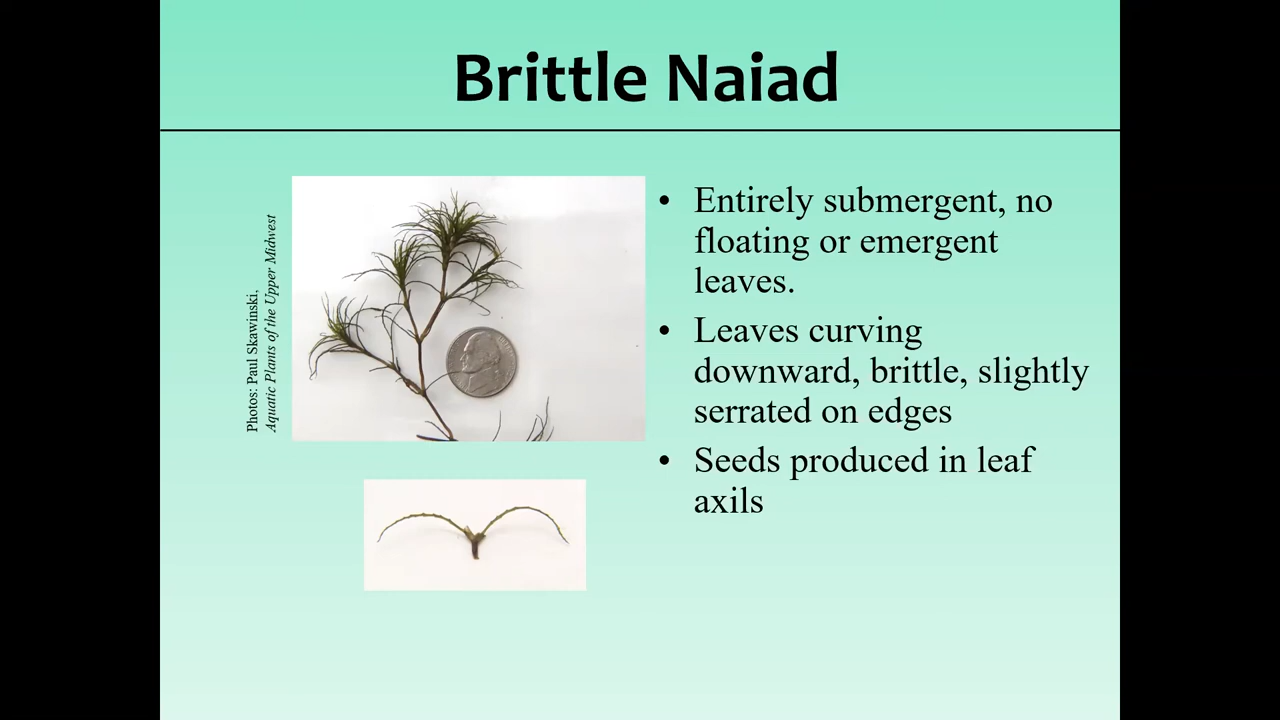 Brittle Naiad
Photos: Paul Skawinski,
Aquatic Plants of the Upper Midwest
• Entirely submergent, no
floating or emergent
leaves.
• Leaves curving
downward, brittle, slightly
serrated on edges
• Seeds produced in leaf
axils